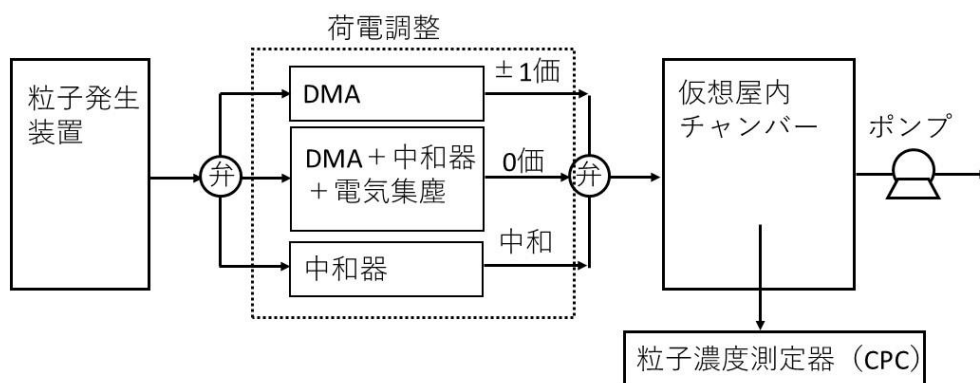 荷電調整
粒子発生
装置
弁
DMA
±1価
DMA＋中和器
＋電気集塵
0価
中和器
中和
弁
仮想屋内
チャンバー
ポンプ
粒子濃度測定器（CPC）